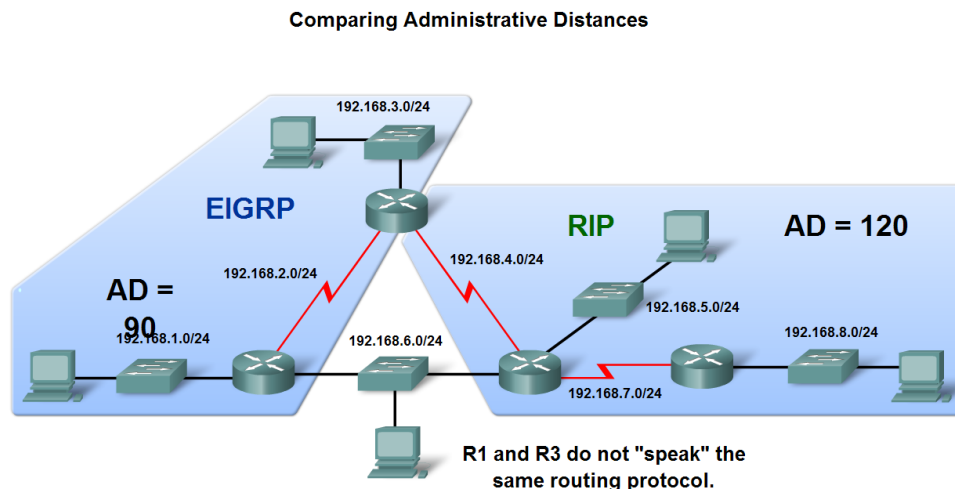 Comparing Administrative Distances
192.168.3.0/24
EIGRP
RIP
AD = 120
192.168.2.0/24
192.168.4.0/24
AD =
90
192.168.1.0/24
192.168.6.0/24
192.168.5.0/24
192.168.8.0/24
192.168.7.0/24
R1 and R3 do not "speak" the
same routing protocol.